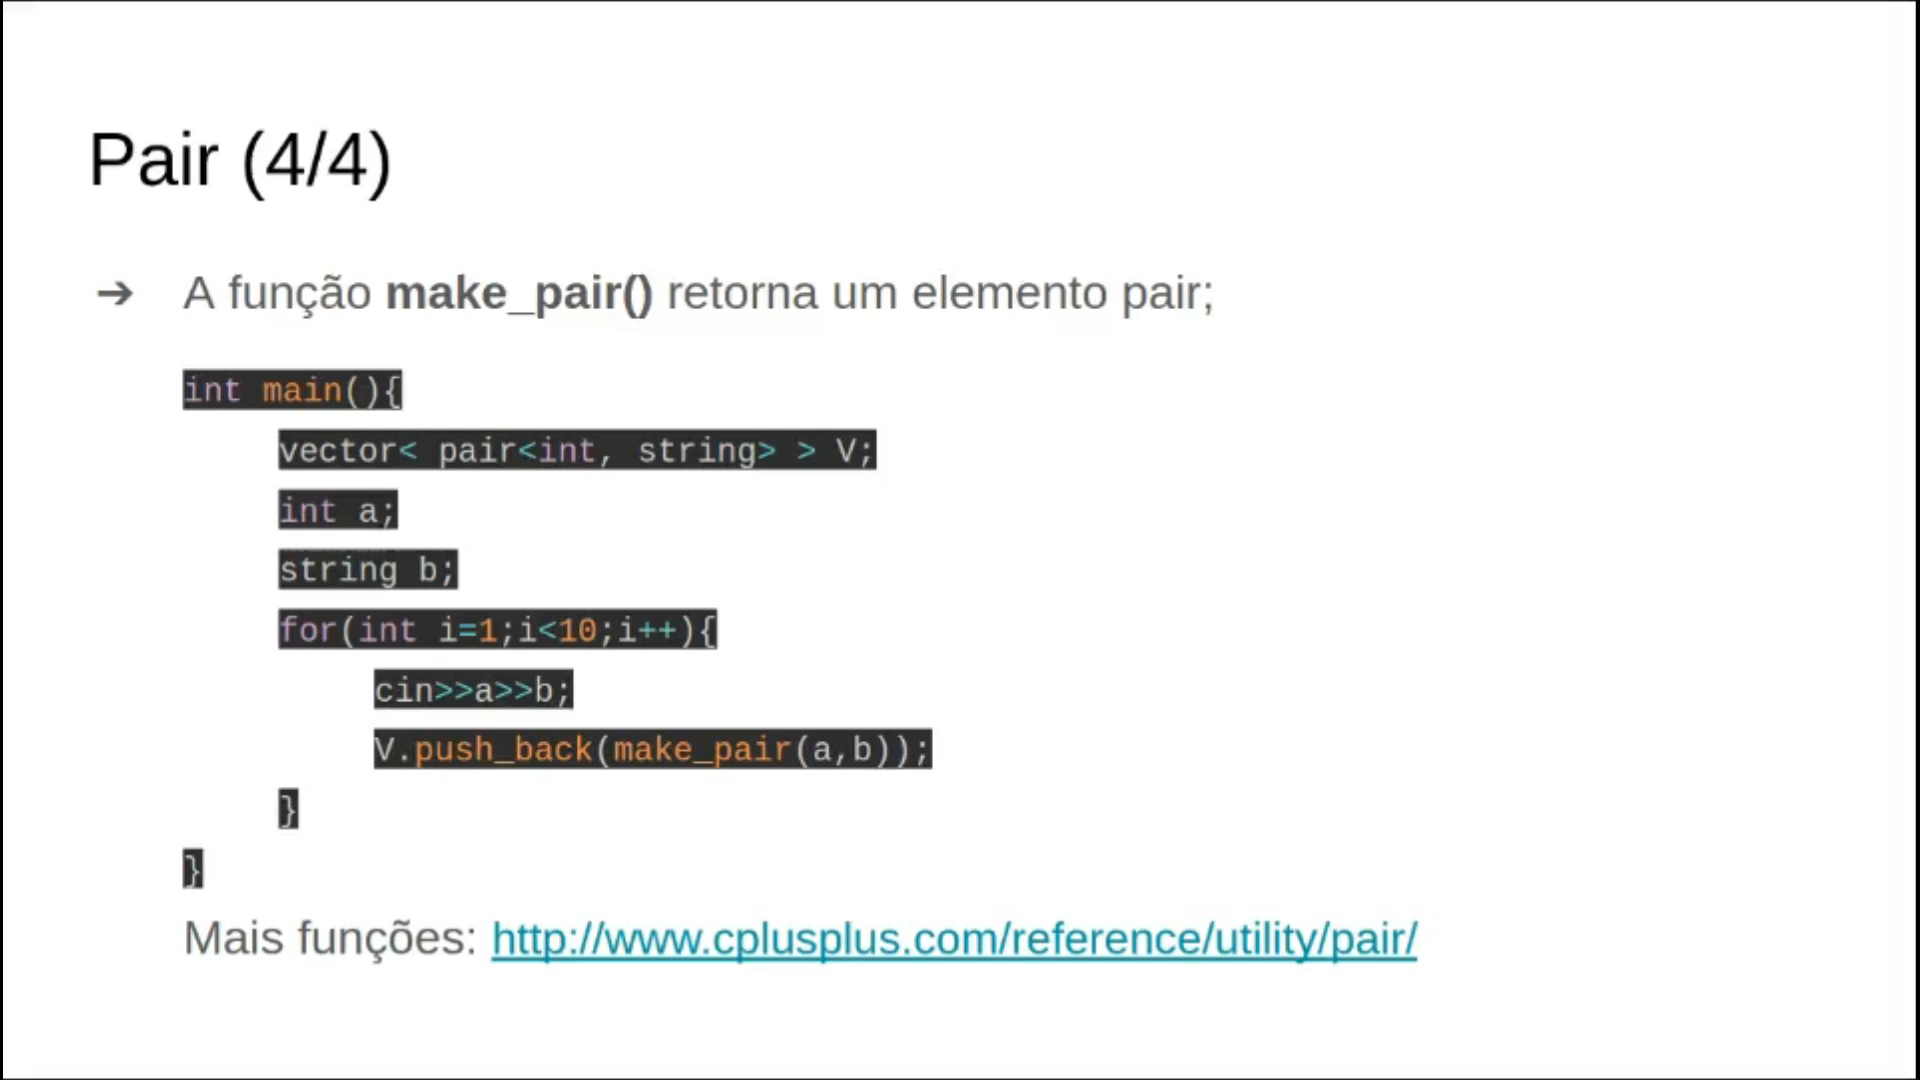 Pair (4/4)
➔ A função make_pair() retorna um elemento pair;
int main(){
vector< pair<int, string> > V;
int a;
string b;
for(int i=1;i<10;i++){
cin>>a>>b;
V.push_back(make_pair(a,b));
}
}
Mais funções: http://www.cplusplus.com/reference/utility/pair/